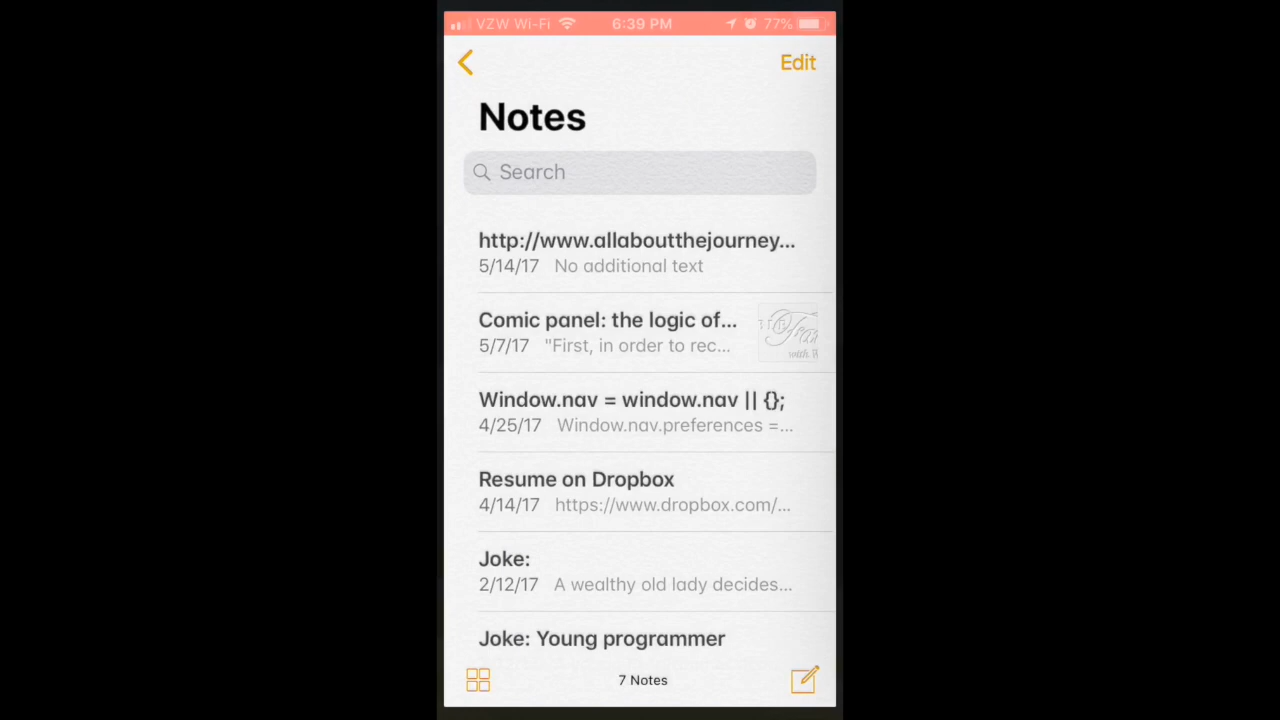 VZW Wi-Fi 6:39 PM 77%
Edit
Notes
Search
http://www.allaboutthejourney...
5/14/17 No additional text
Comic panel: the logic of...
5/7/17 "First, in order to rec...
Window.nav = window.nav || {};
4/25/17 Window.nav.preferences =...
Resume on Dropbox
4/14/17 https://www.dropbox.com/...
Joke:
2/12/17 A wealthy old lady decides...
Joke: Young programmer
7 Notes